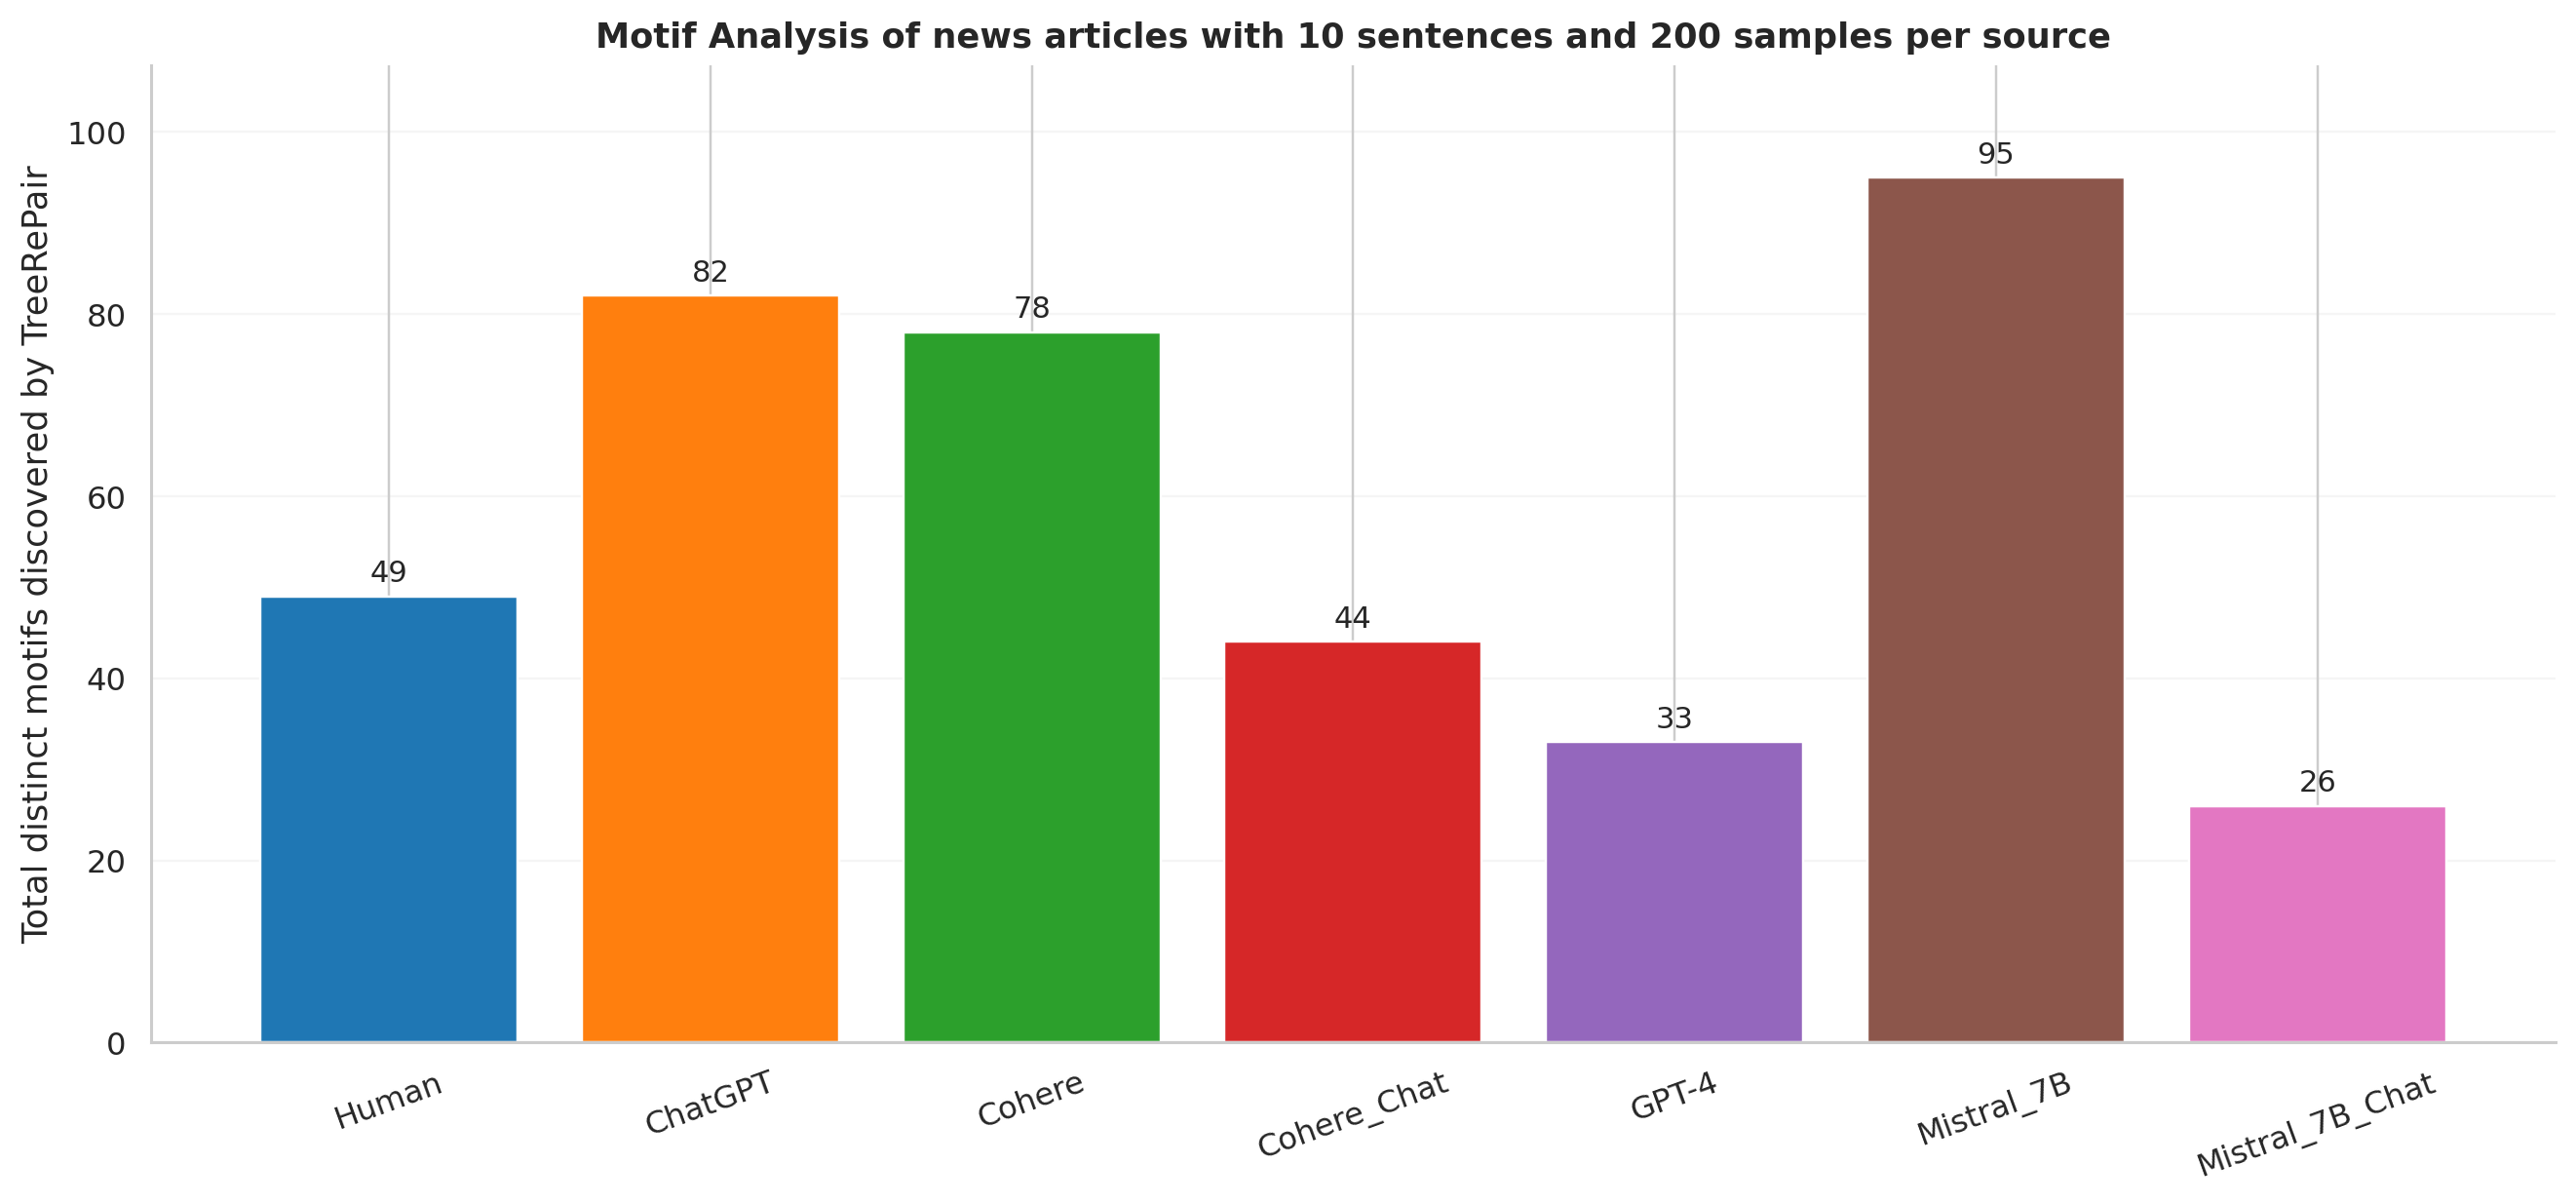 Motif Analysis of news articles with 10 sentences and 200 samples per source
Total distinct motifs discovered by TreeRePair
100
80
60
40
20
0
49
82
78
44
33
95
26
Human
ChatGPT
Cohere
Cohere_Chat
GPT-4
Mistral_7B
Mistral_7B_Chat